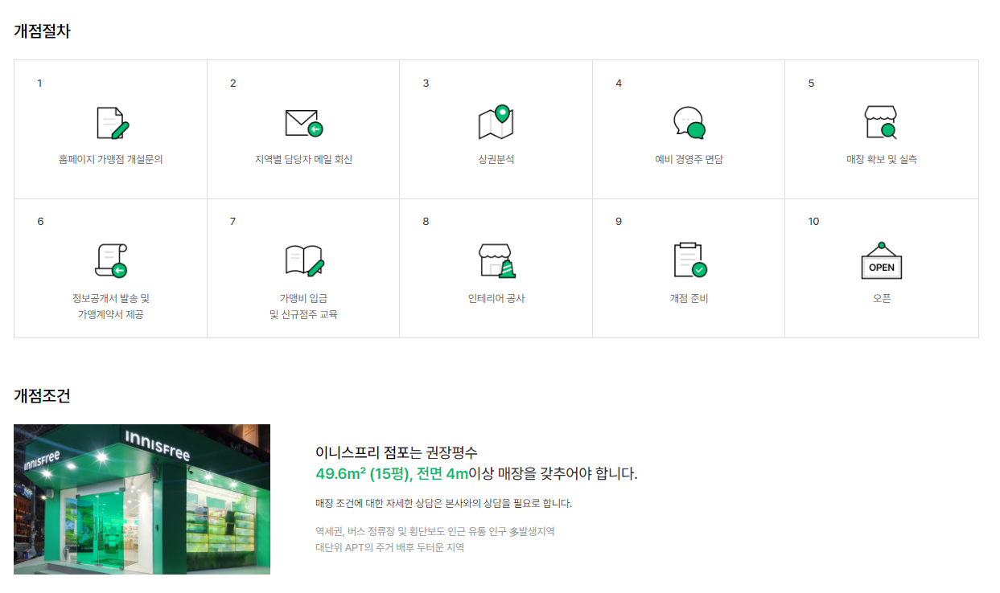 개점절차
1
홈페이지 가맹점 개설문의
2
지역별 담당자 메일 회신
3
상권분석
4
예비 경영주 면담
5
매장 확보 및 실측
6
정보공개서 발송 및
가맹계약서 제공
7
가맹비 입금
및 신규점주 교육
8
인테리어 공사
9
개점 준비
10
OPEN
오픈
개점조건
innisfree
innisfree
이니스프리 점포는 권장평수
49.6m² (15평), 전면 4m이상 매장을 갖추어야 합니다.
매장 조건에 대한 자세한 상담은 본사와의 상담을 필요로 합니다.
역세권, 버스 정류장 및 횡단보도 인근 유통 인구 多발생지역
대단위 APT의 주거 배후 두터운 지역